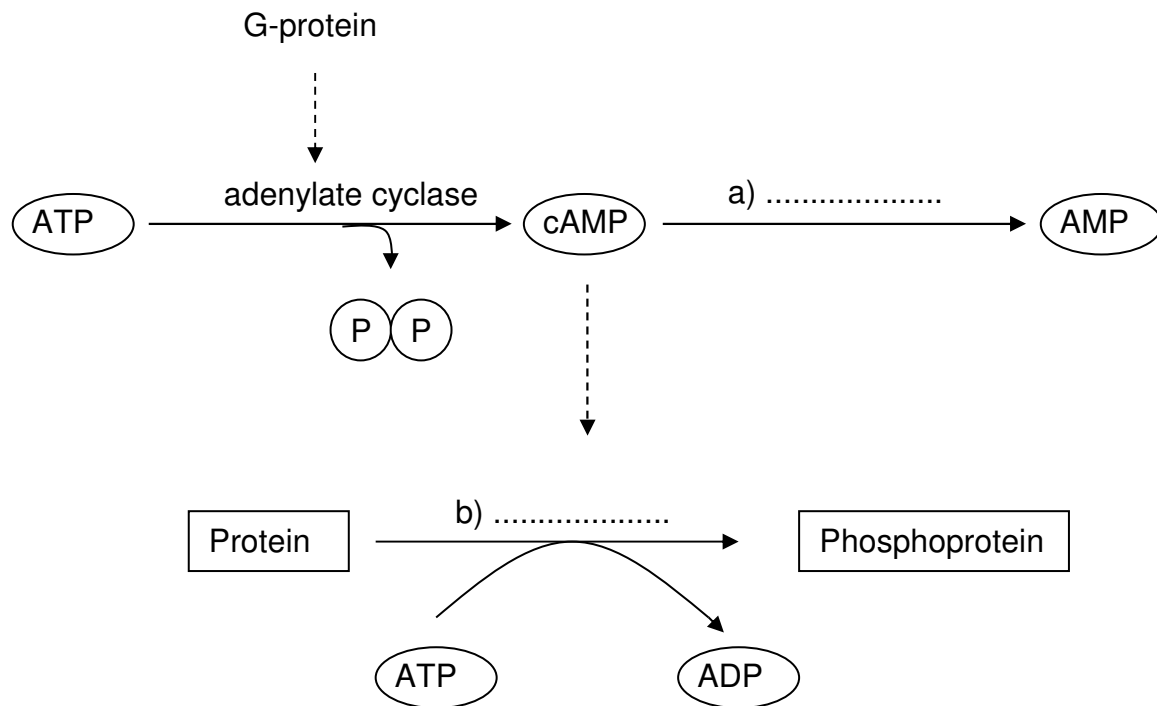 G-protein
adenylate cyclase
a) ....................
ATP
cAMP
AMP
P P
b) ....................
Protein
Phosphoprotein
ATP
ADP